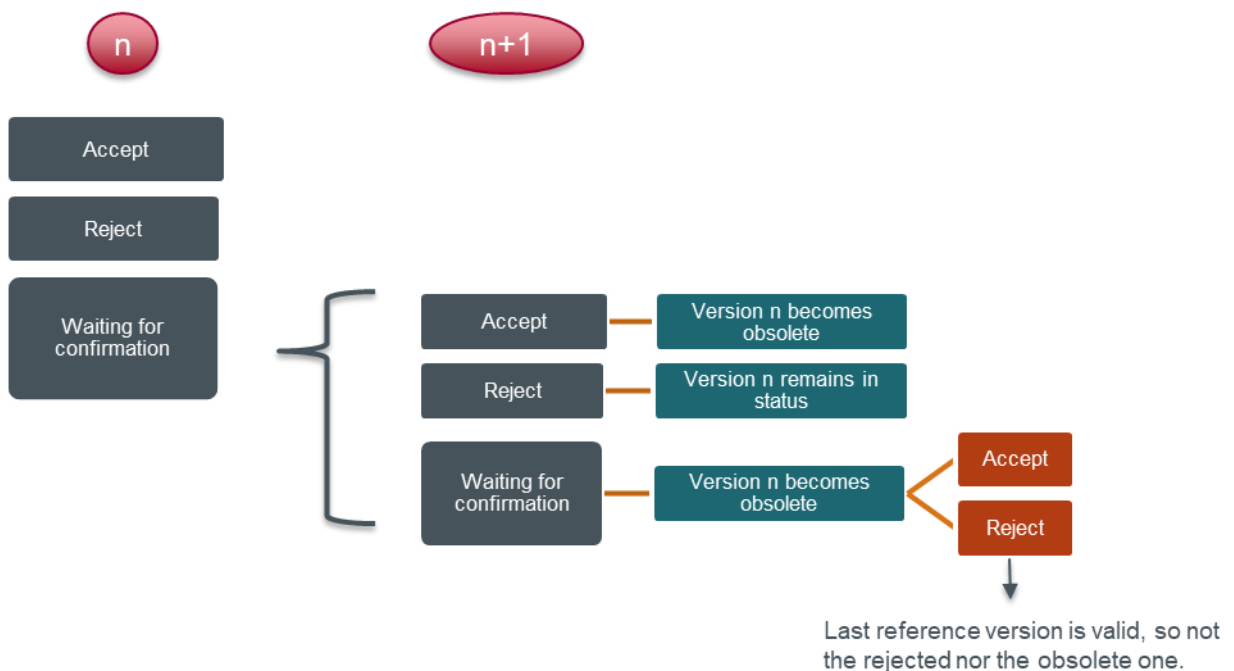 n
n+1
Accept
Reject
Waiting for
confirmation
Accept
Version n becomes
obsolete
Reject
Version n remains in
status
Waiting for
confirmation
Version n becomes
obsolete
Accept
Reject
Last reference version is valid, so not
the rejected nor the obsolete one.